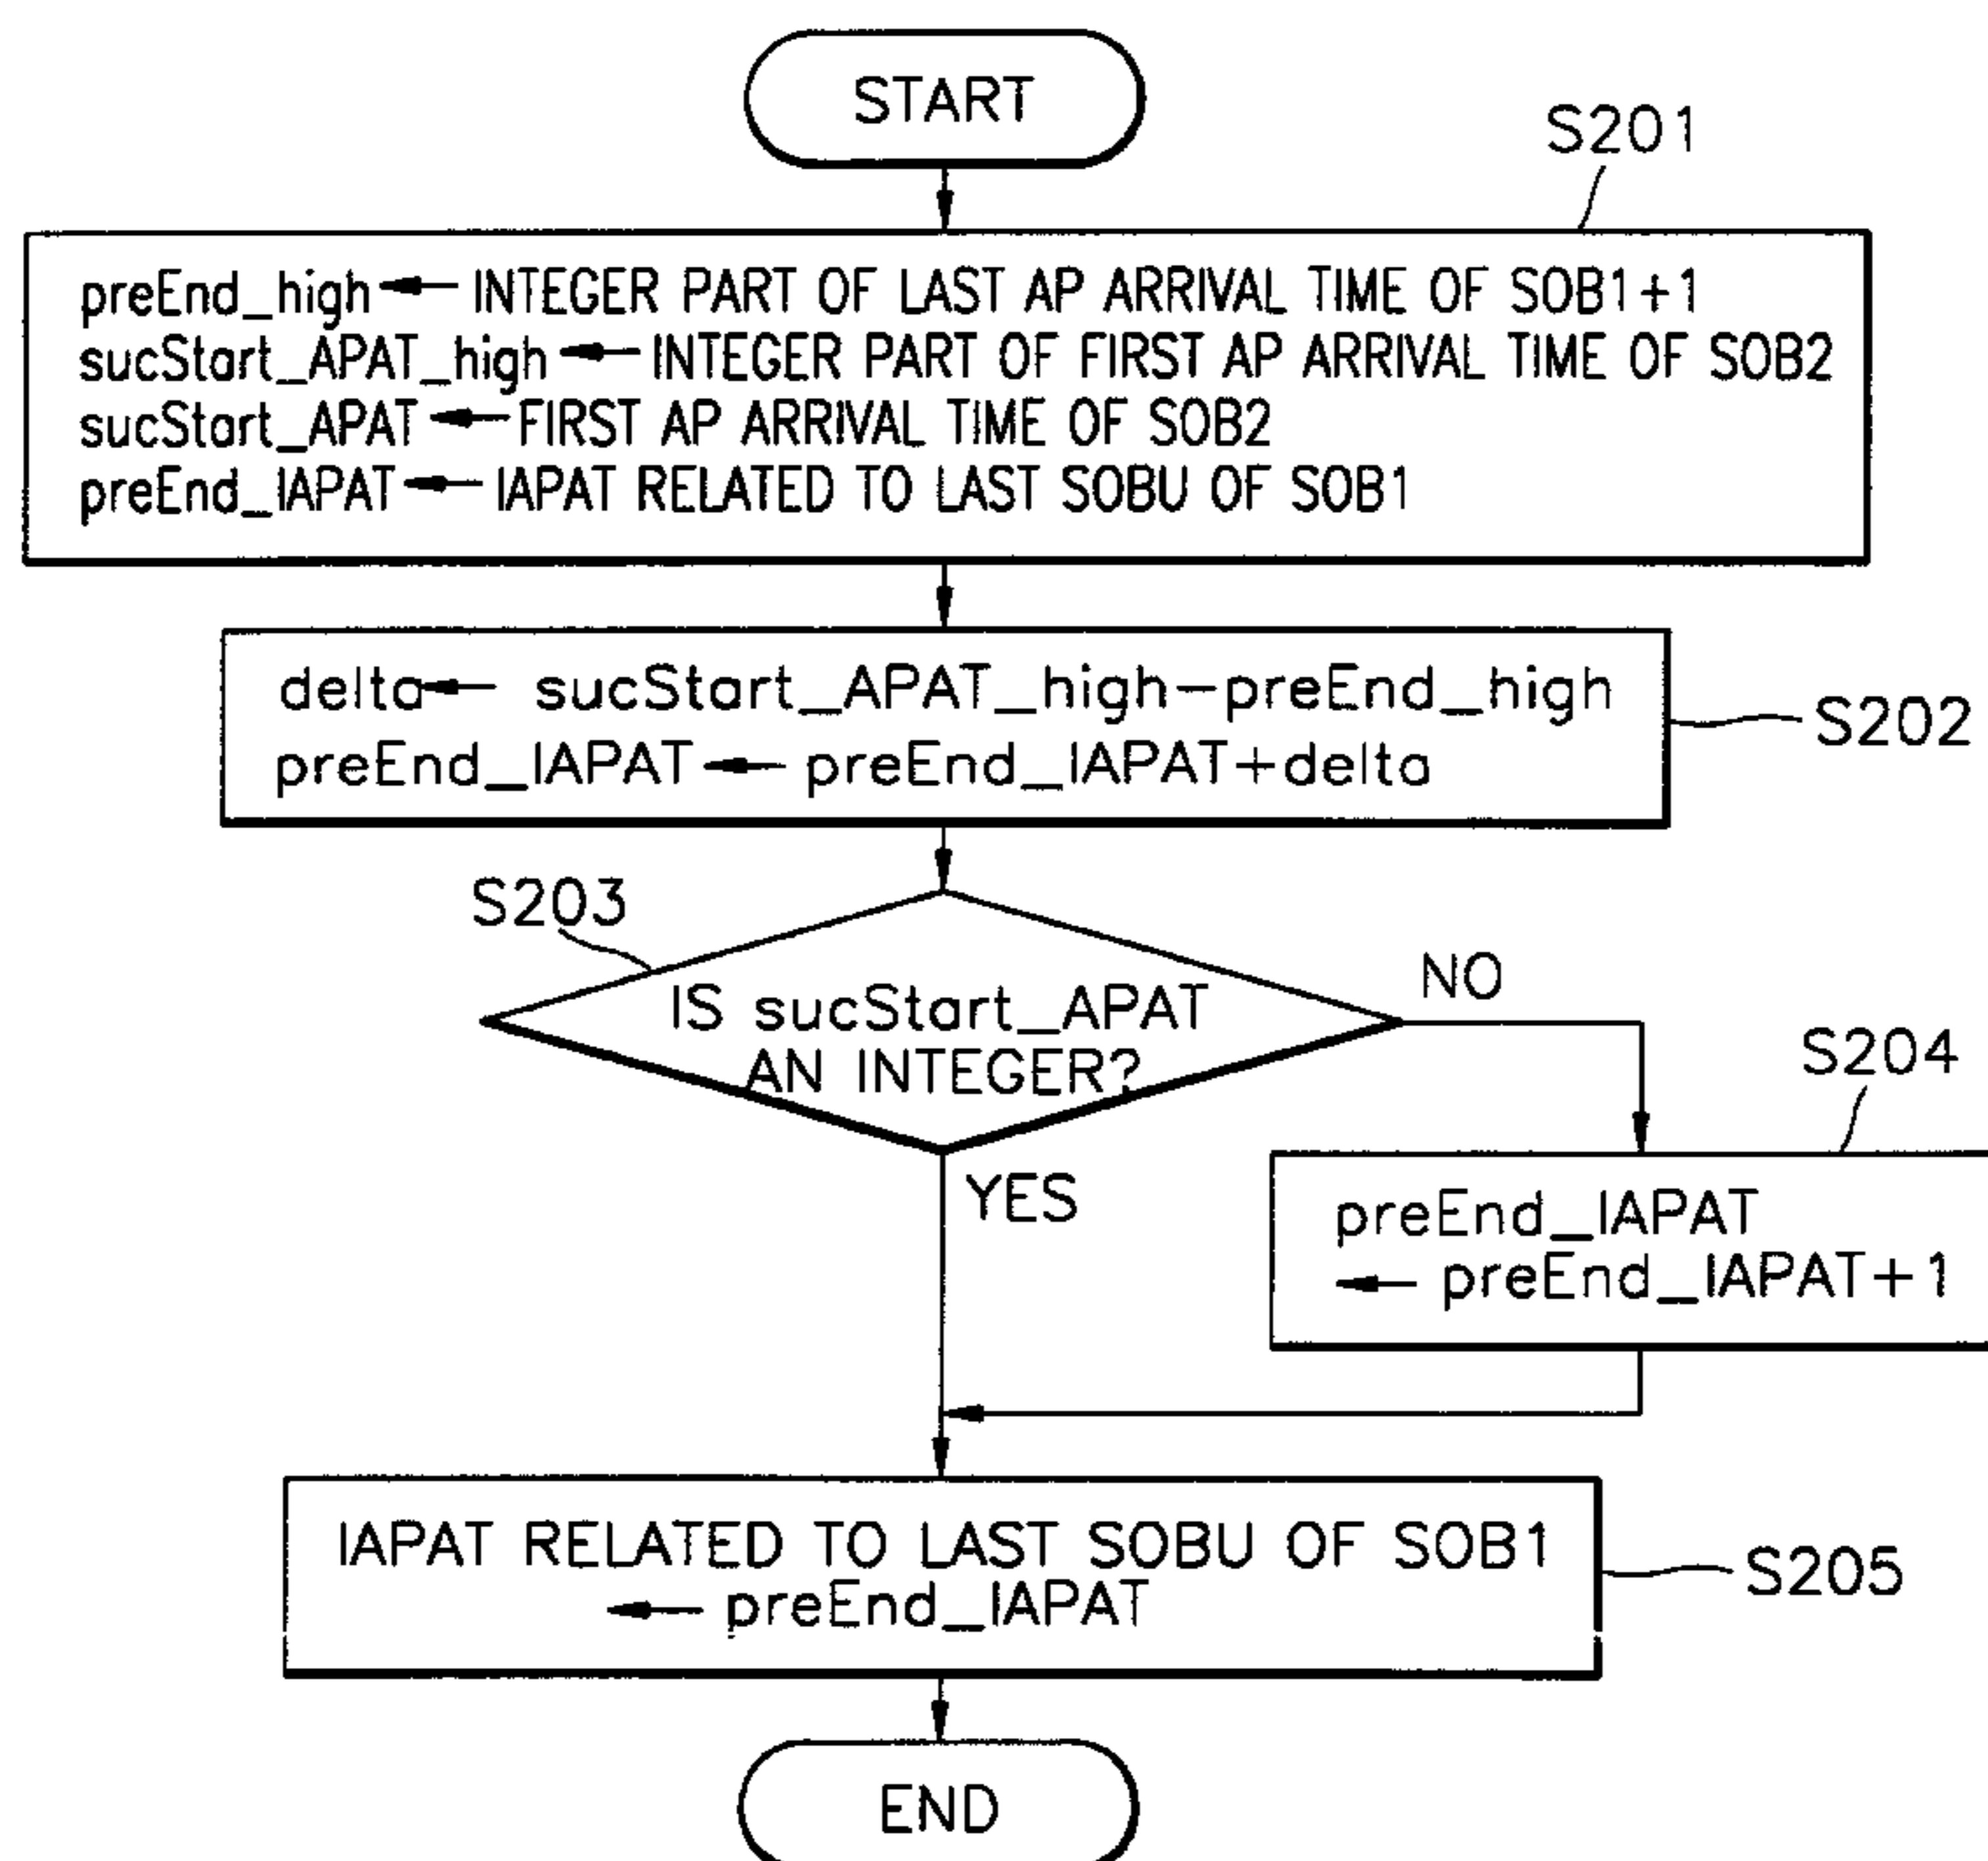 START
S201
preEnd_high ← INTEGER PART OF LAST AP ARRIVAL TIME OF SOB1+1
sucStart_APAT_high ← INTEGER PART OF FIRST AP ARRIVAL TIME OF SOB2
sucStart_APAT ← FIRST AP ARRIVAL TIME OF SOB2
preEnd_IAPAT ← IAPAT RELATED TO LAST SOBU OF SOB1
delta ← sucStart_APAT_high-preEnd_high
preEnd_IAPAT ← preEnd_IAPAT+delta
S202
S203
IS sucStart_APAT
AN INTEGER?
NO
YES
S204
preEnd_IAPAT
← preEnd_IAPAT+1
IAPAT RELATED TO LAST SOBU OF SOB1
← preEnd_IAPAT
S205
END